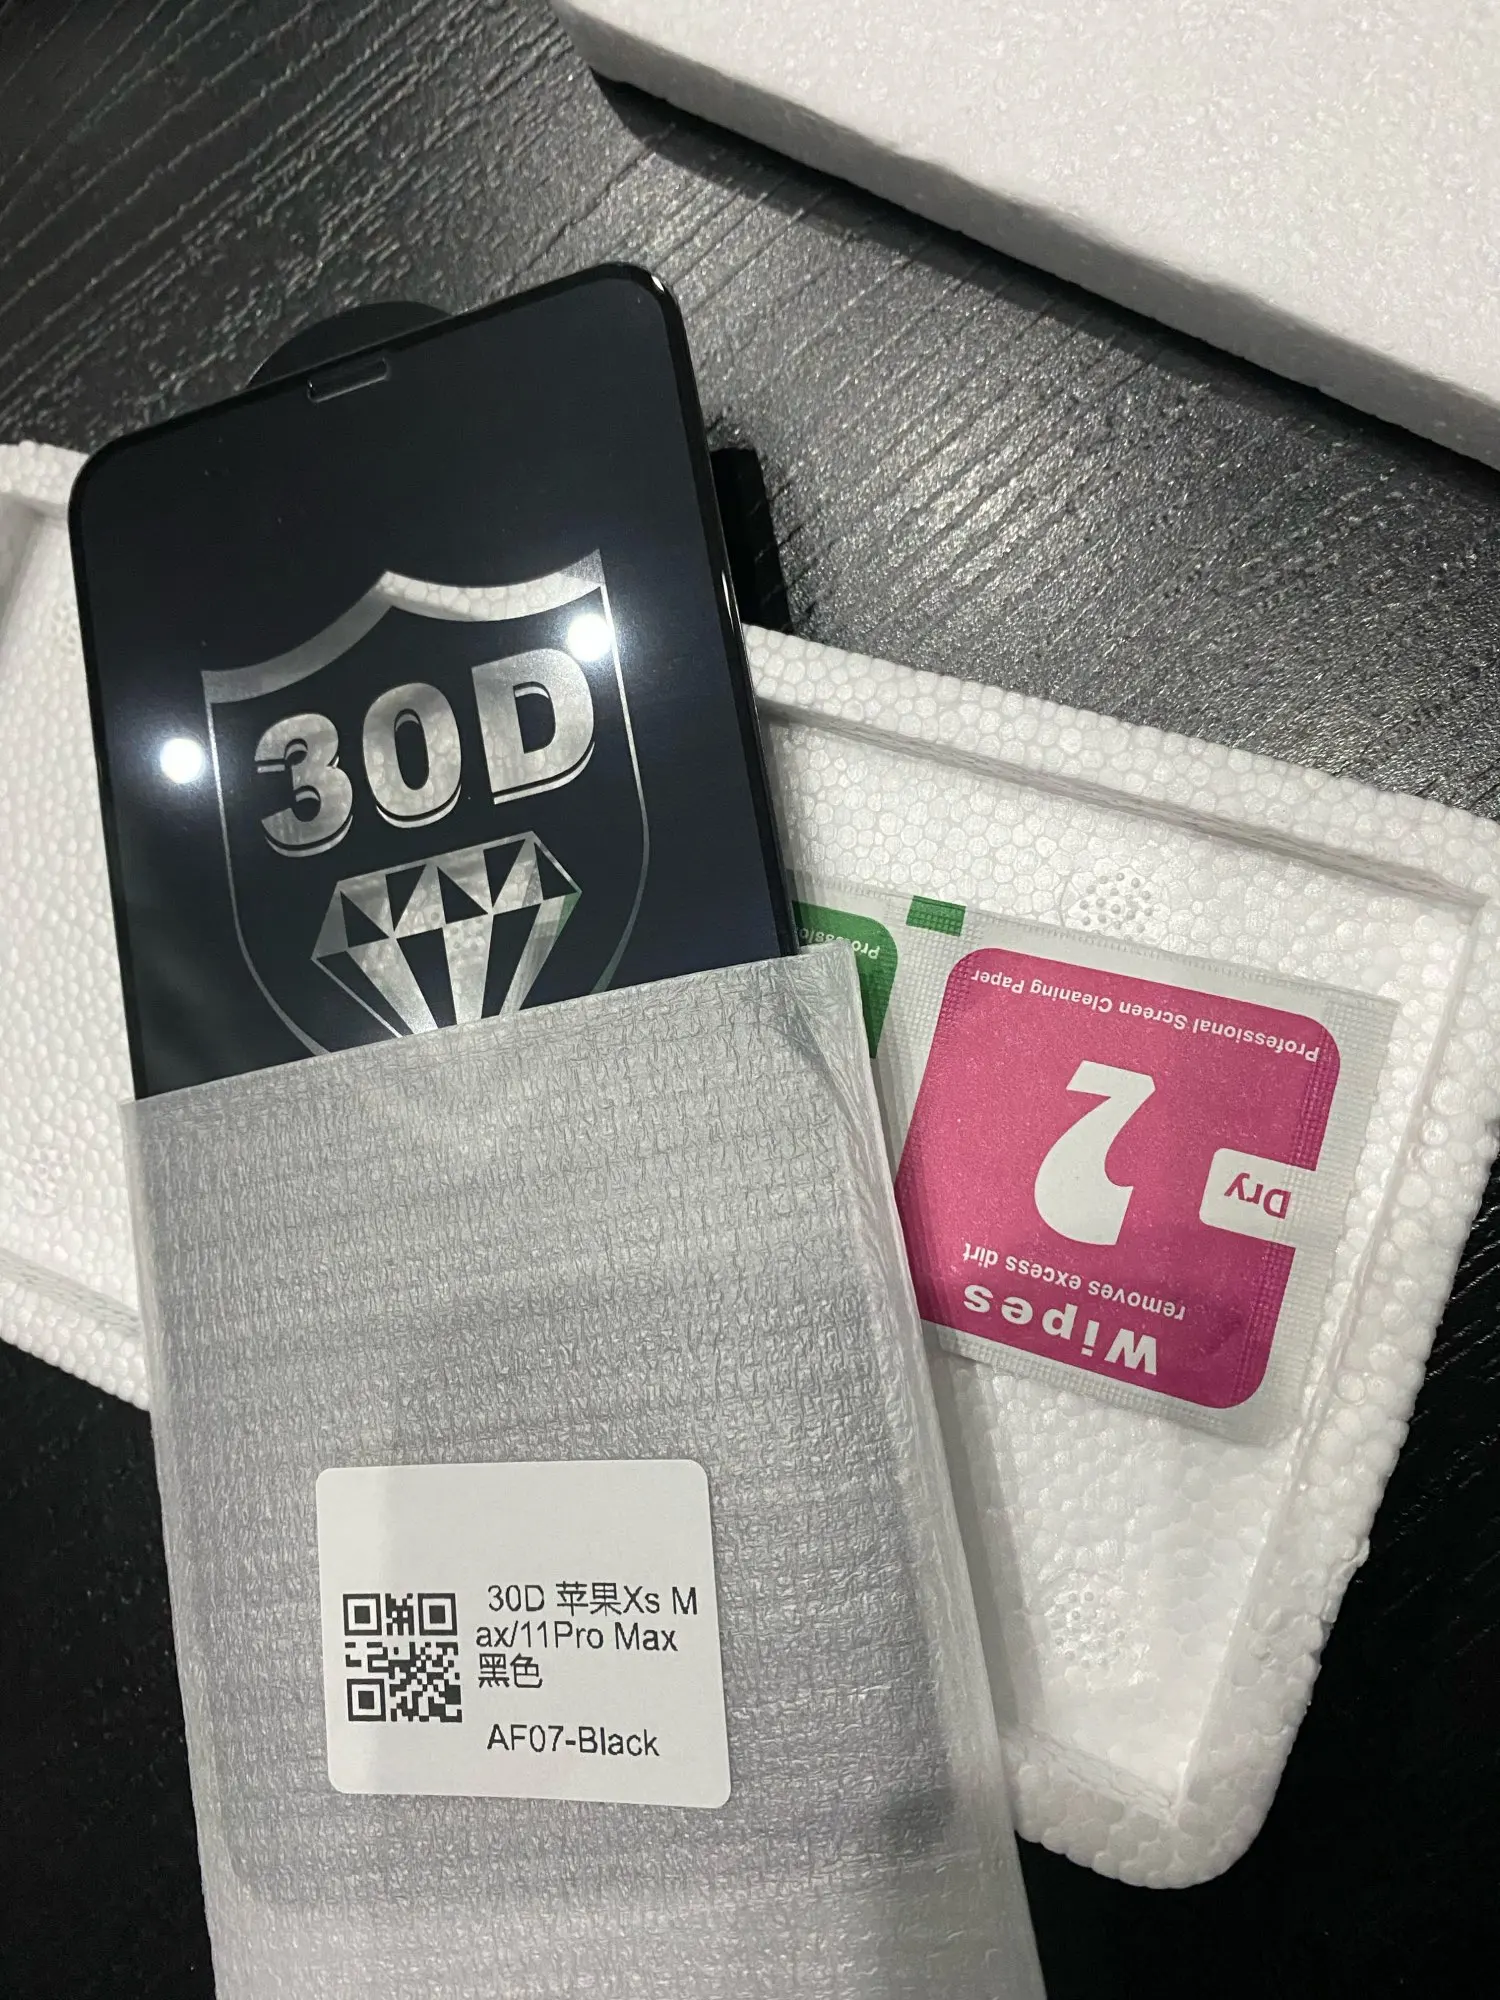 30D
Professional Screen Cleaning Paper
2
Dry
removes excess dirt
Wipes
30D 苹果Xs M
ax/11Pro Max
黑色
AF07-Black